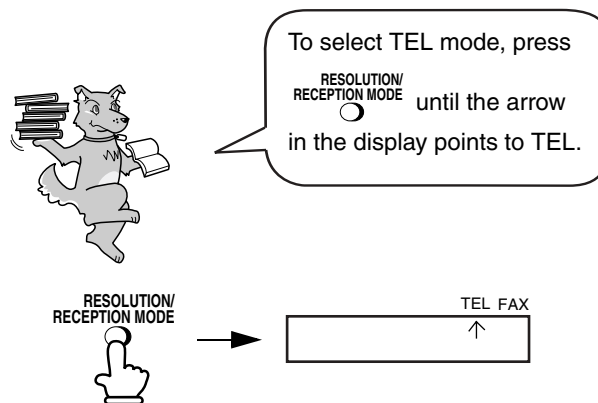 To select TEL mode, press
RESOLUTION/
RECEPTION MODE
until the arrow
in the display points to TEL.
RESOLUTION/
RECEPTION MODE
TEL FAX